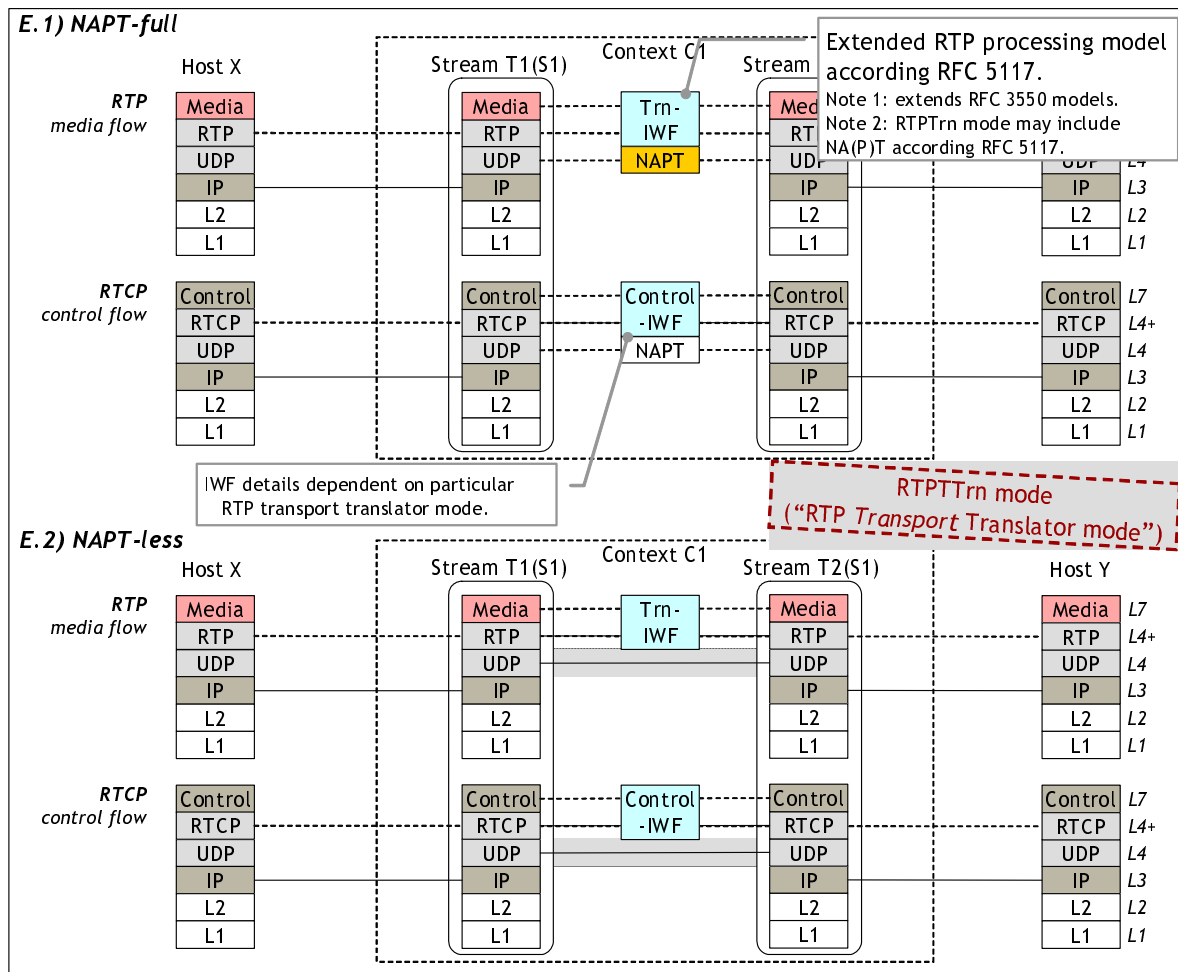 E.1) NAPT-full
Context C1
Extended RTP processing model
according RFC 5117.
Note 1: extends RFC 3550 models.
Note 2: RTPTrn mode may include
NA(P)T according RFC 5117.
Host X
Stream T1(S1)
Stream
RTP
media flow
Media
RTP
UDP
IP
L2
L1
Media
RTP
UDP
IP
L2
L1
Trn-
IWF
NAPT
UDP
IP
L2
L1
IP
L2
L1
L4
L3
L2
L1
RTCP
control flow
Control
RTCP
UDP
IP
L2
L1
Control
RTCP
UDP
IP
L2
L1
Control
-IWF
NAPT
Control
RTCP
UDP
IP
L2
L1
Control
RTCP
UDP
IP
L2
L1
L7
L4+
L4
L3
L2
L1
IWF details dependent on particular
RTP transport translator mode.
RTPTTrn mode
(“RTP Transport Translator mode”)
E.2) NAPT-less
Context C1
Host X
Stream T1(S1)
Stream T2(S1)
Host Y
RTP
media flow
Media
RTP
UDP
IP
L2
L1
Media
RTP
UDP
IP
L2
L1
Trn-
IWF
Media
RTP
UDP
IP
L2
L1
Media
RTP
UDP
IP
L2
L1
L7
L4+
L4
L3
L2
L1
RTCP
control flow
Control
RTCP
UDP
IP
L2
L1
Control
RTCP
UDP
IP
L2
L1
Control
-IWF
Control
RTCP
UDP
IP
L2
L1
Control
RTCP
UDP
IP
L2
L1
L7
L4+
L4
L3
L2
L1